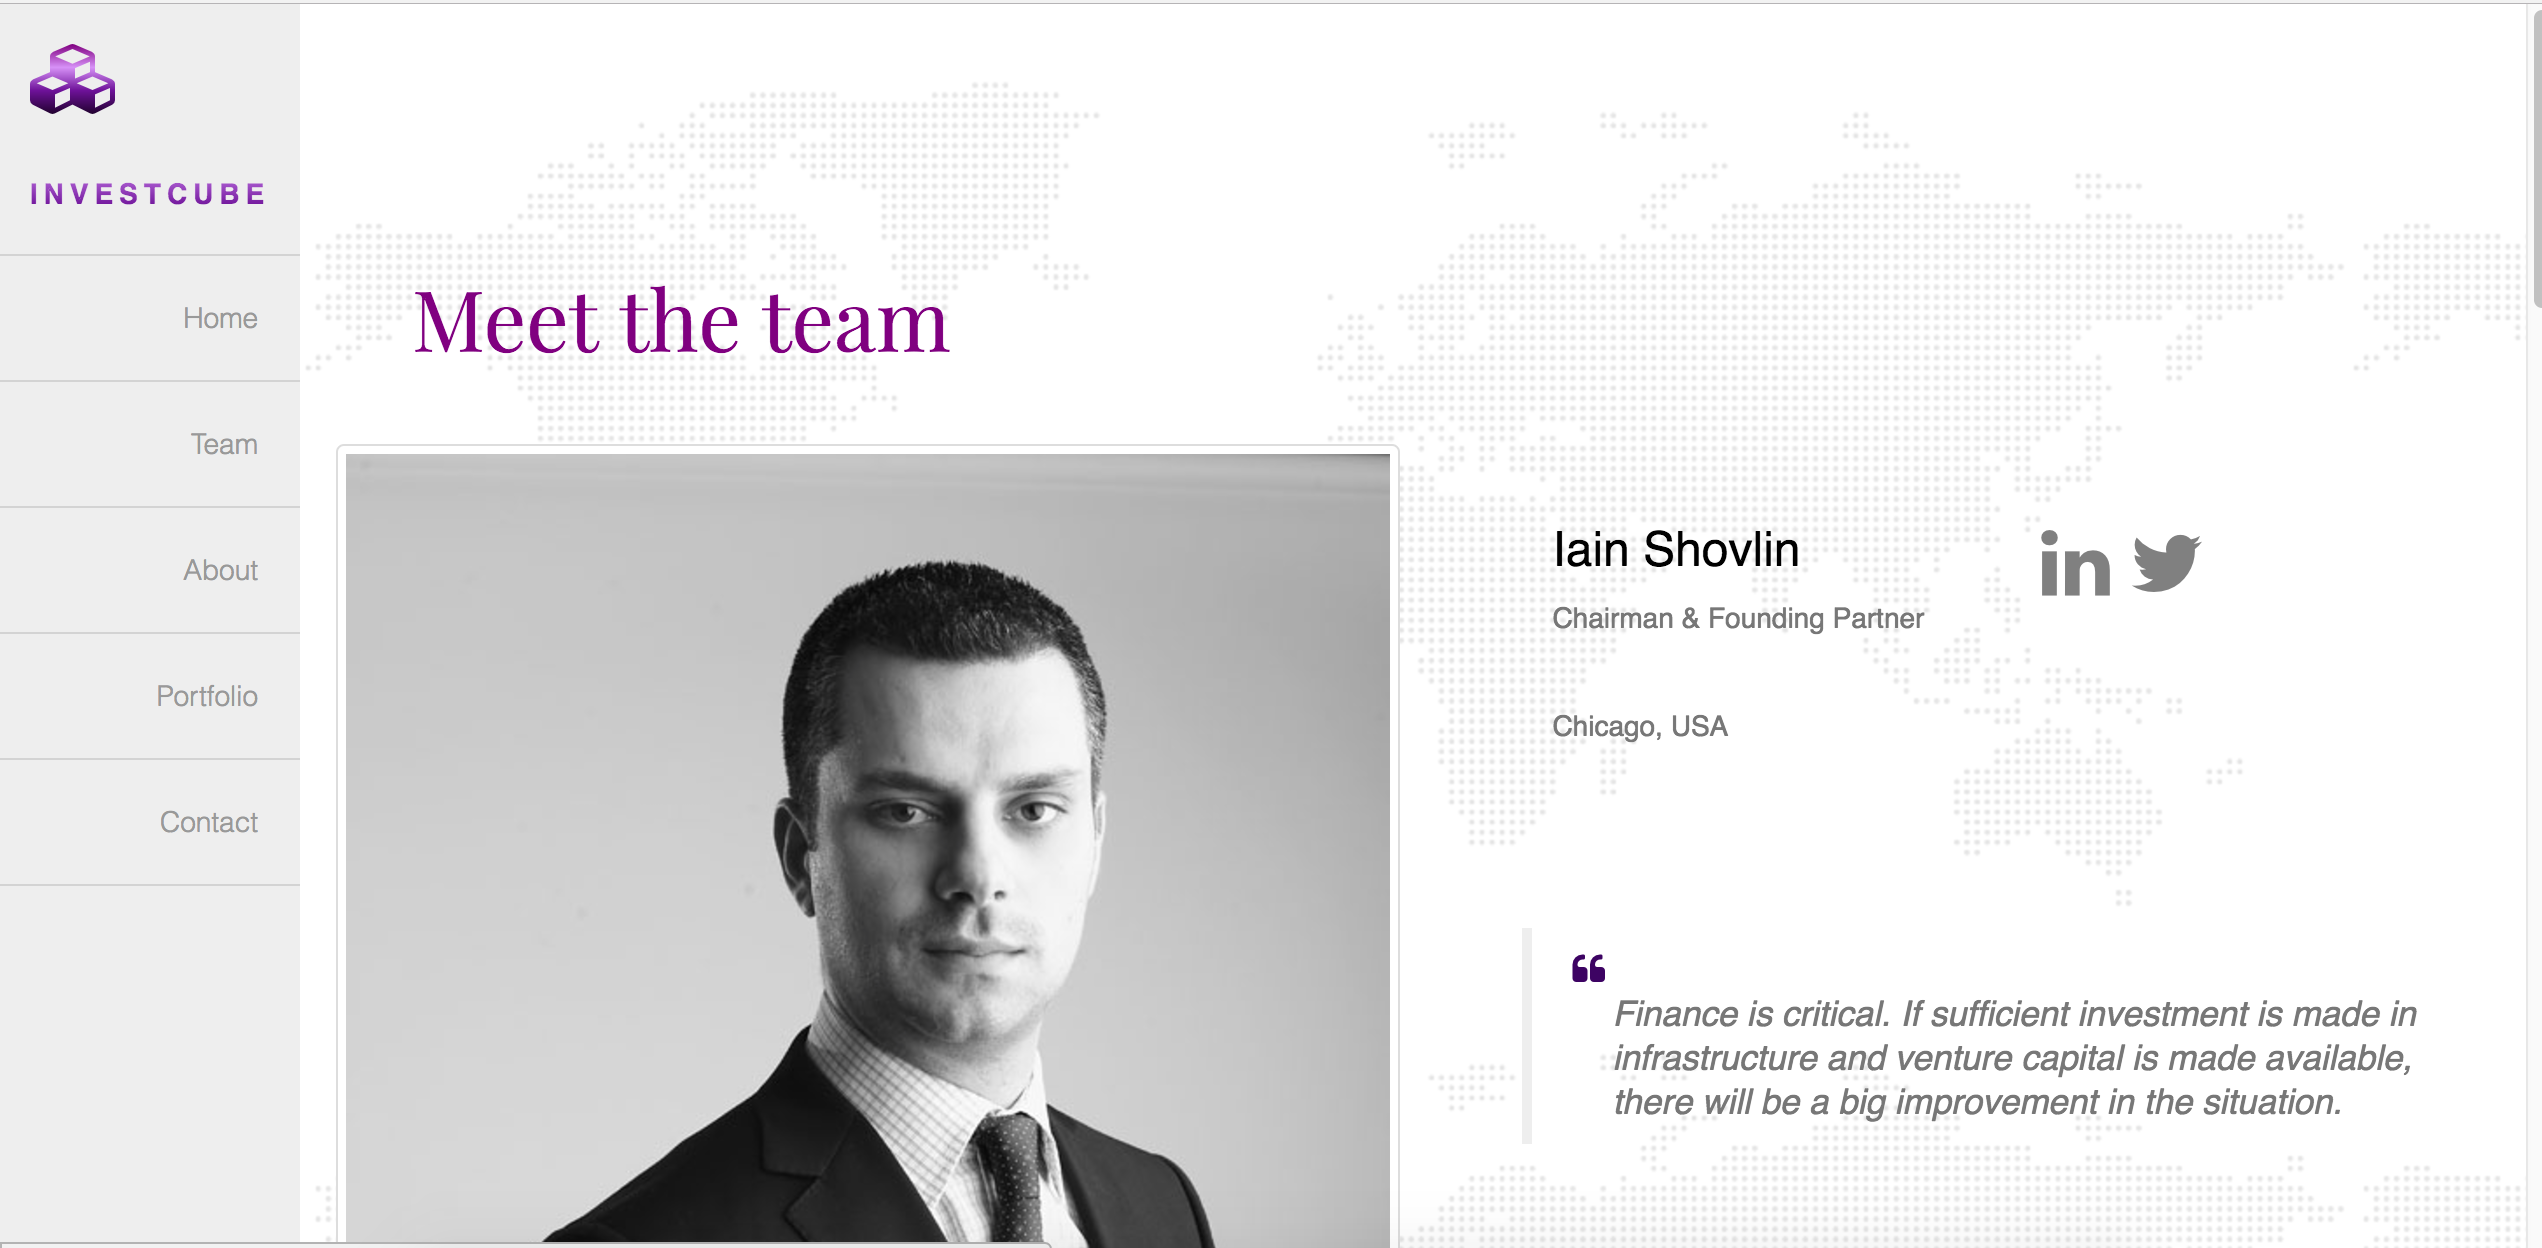 INVESTCUBE
Home
Team
About
Portfolio
Contact
Meet the team
Iain Shovlin
in
Chairman & Founding Partner
Chicago, USA
“
Finance is critical. If sufficient investment is made in
infrastructure and venture capital is made available,
there will be a big improvement in the situation.